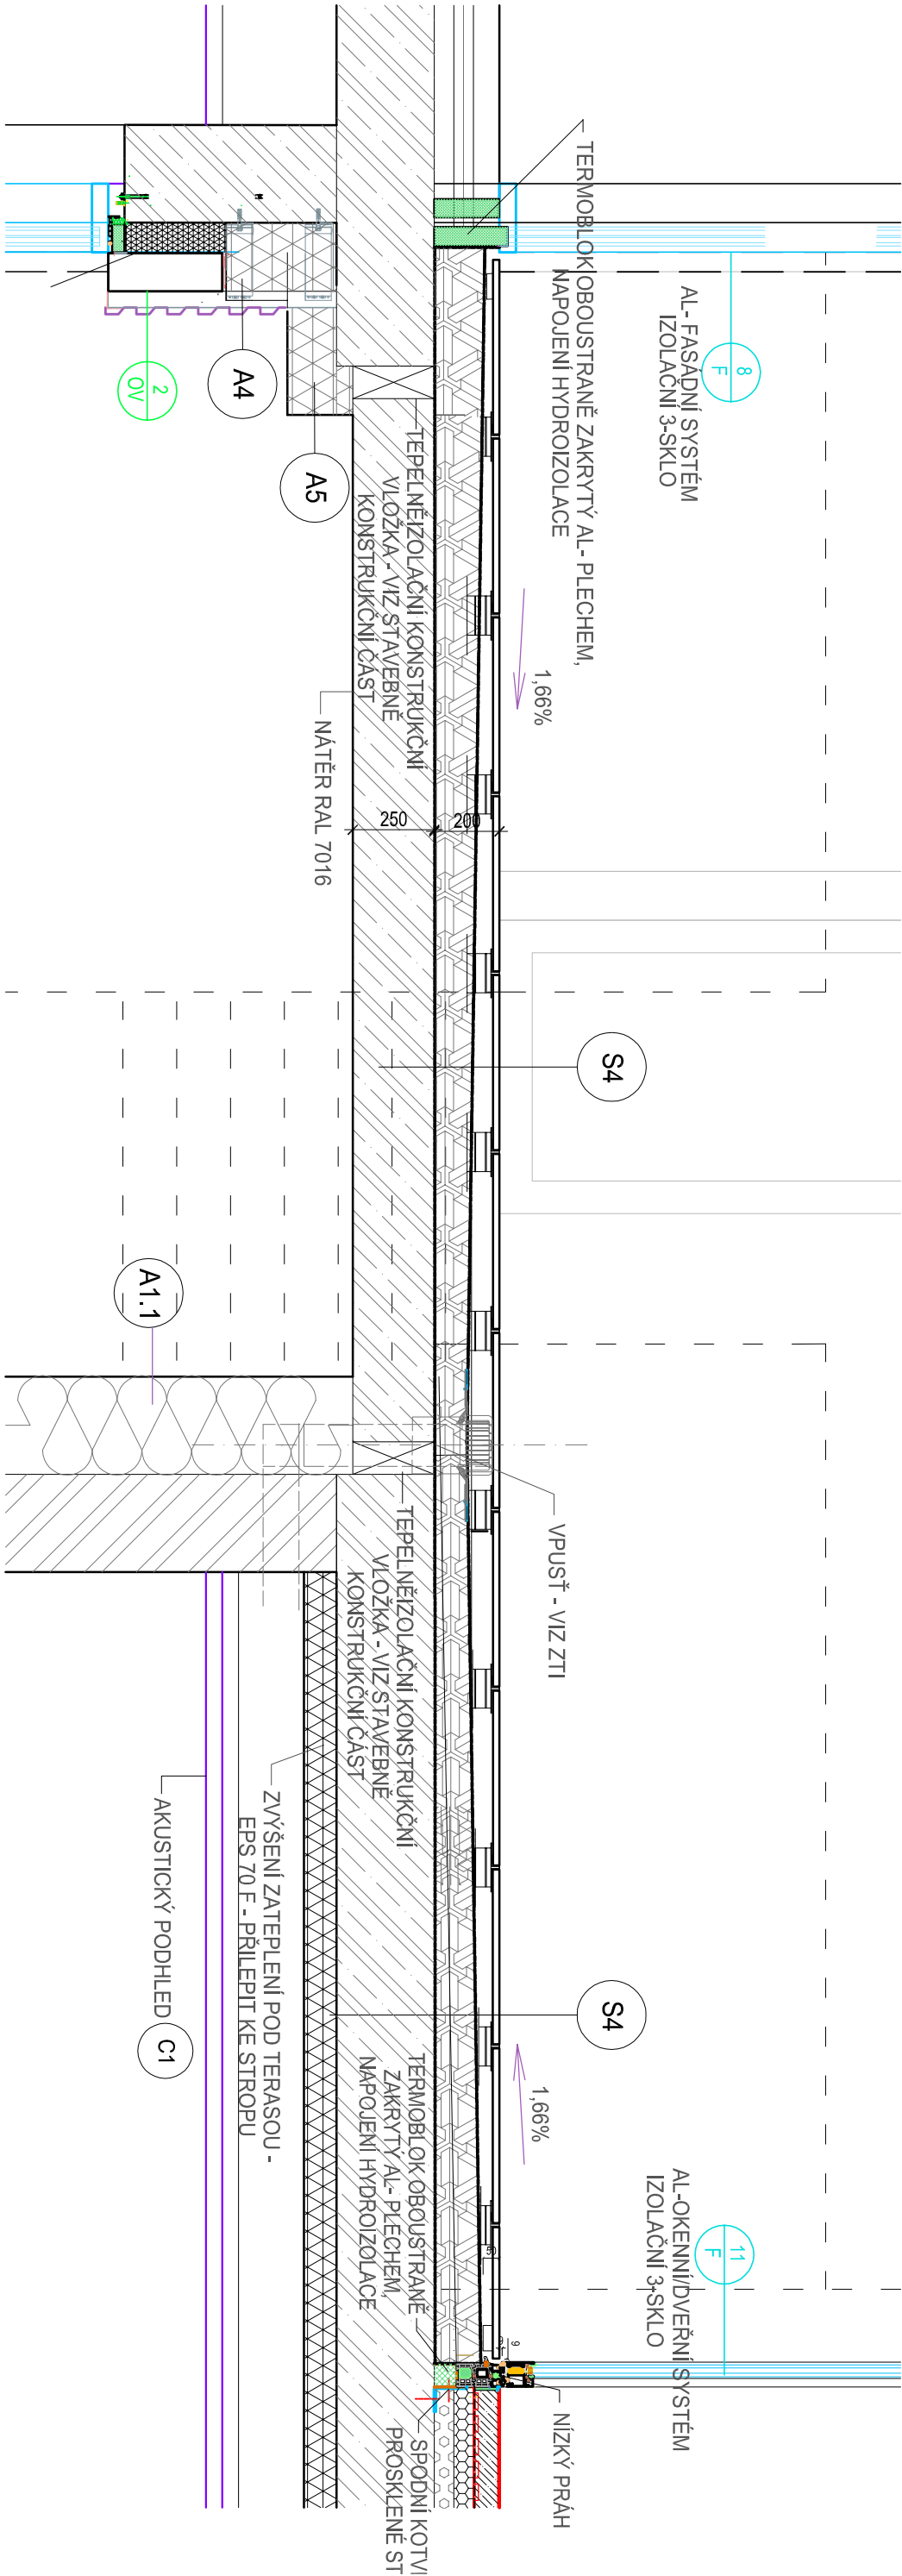 TERMOBLOK OBOUSTRANĚ ZAKRYTÝ AL- PLECHEM,
NAPOJENÍ HYDROIZOLACE
8
F
AL- FASÁDNÍ SYSTÉM
IZOLAČNÍ 3-SKLO
1,66%
2
OV
A4
A5
TEPELNĚIZOLAČNÍ KONSTRUKČNÍ
VLOŽKA - VIZ STAVEBNĚ
KONSTRUKČNÍ ČÁST
NÁTĚR RAL 7016
250
200
S4
A1.1
VPUSŤ - VIZ ZTI
TEPELNĚIZOLAČNÍ KONSTRUKČNÍ
VLOŽKA - VIZ STAVEBNĚ
KONSTRUKČNÍ ČÁST
ZVÝŠENÍ ZATEPLENÍ POD TERASOU -
EPS 70 F - PŘILEPIT KE STROPU
AKUSTICKÝ PODHLED
C1
S4
1,66%
TERMOBLOK OBOUSTRANĚ
ZAKRYTÝ AL- PLECHEM,
NAPOJENÍ HYDROIZOLACE
11
F
AL-OKENNÍ/DVEŘNÍ SYSTÉM
IZOLAČNÍ 3-SKLO
50
9
NÍZKÝ PRÁH
SPODNÍ KOTVI
PROSKLENÉ ST